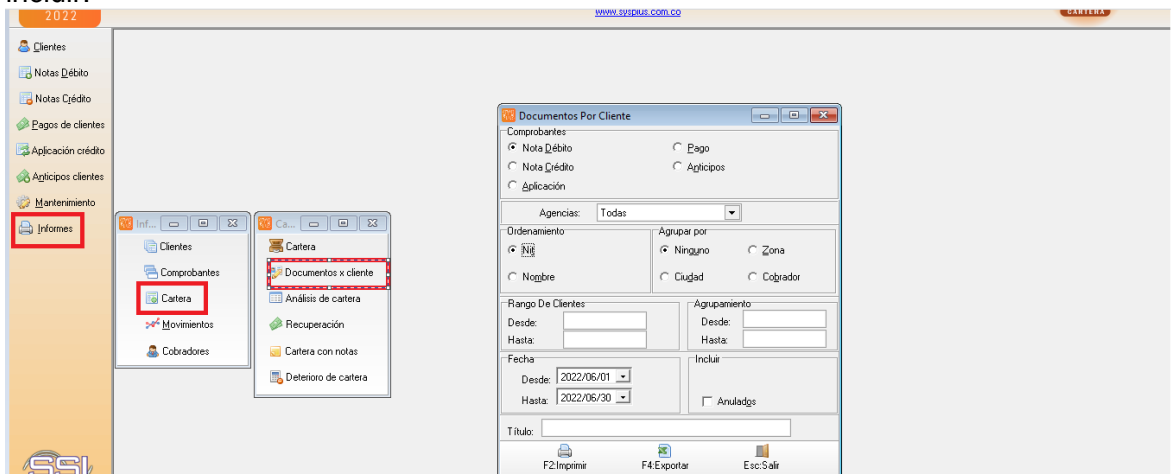 incluir.
2022
www.sysplus.com.co
CARTERA
Clientes
Notas Débito
Notas Crédito
Pagos de clientes
Aplicación crédito
Anticipos clientes
Mantenimiento
Informes
Inf...
Clientes
Comprobantes
Cartera
Movimientos
Cobradores
Ca...
Cartera
Documentos x cliente
Análisis de cartera
Recuperación
Cartera con notas
Deterioro de cartera
Documentos Por Cliente
Comprobantes
Nota Débito
Pago
Nota Crédito
Anticipos
Aplicación
Agencias: Todas
Ordenamiento
Nit
Nombre
Agrupar por
Ninguno
Zona
Ciudad
Cobrador
Rango De Clientes
Desde:
Hasta:
Agrupamiento
Desde:
Hasta:
Fecha
Desde: 2022/06/01
Hasta: 2022/06/30
Incluir
Anulados
Título:
F2:Imprimir
F4:Exportar
Esc:Salir
SSI